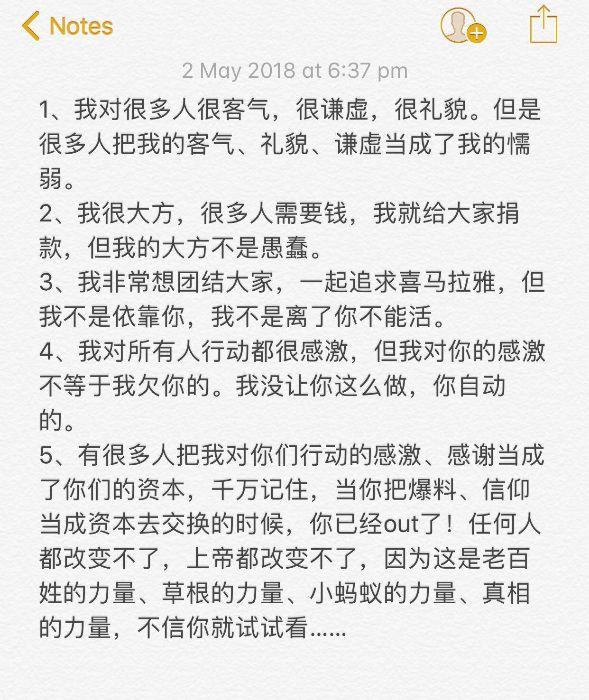 Notes
2 May 2018 at 6:37 pm
1、我对很多人很客气，很谦虚，很礼貌。但是
很多人把我的客气、礼貌、谦虚当成了我的懦
弱。
2、我很大方，很多人需要钱，我就给大家捐
款，但我的大方不是愚蠢。
3、我非常想团结大家，一起追求喜马拉雅，但
我不是依靠你，我不是离了你不能活。
4、我对所有人行动都很感激，但我对你的感激
不等于我欠你的。我没让你这么做，你自动
的。
5、有很多人把我对你们行动的感激、感谢当成
了你们的资本，千万记住，当你把爆料、信仰
当成资本去交换的时候，你已经out了！任何人
都改变不了，上帝都改变不了，因为这是老百
姓的力量、草根的力量、小蚂蚁的力量、真相
的力量，不信你就试试看……